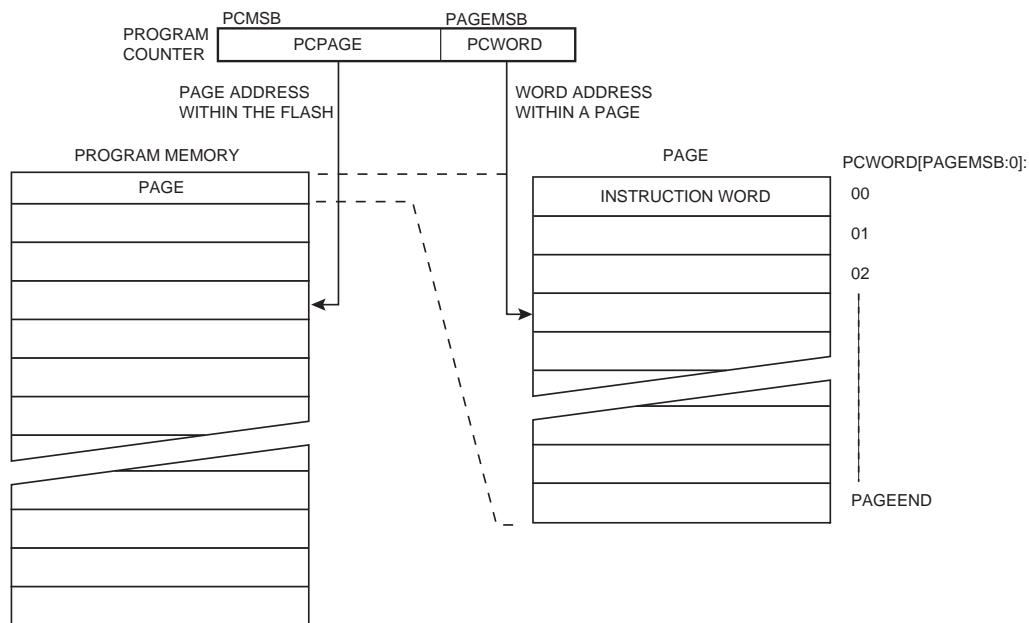 PCMSB
PAGEMSB
PROGRAM
COUNTER
PCPAGE
PCWORD
PAGE ADDRESS
WITHIN THE FLASH
WORD ADDRESS
WITHIN A PAGE
PROGRAM MEMORY
PAGE
PAGE
PCWORD[PAGEMSB:0]:
INSTRUCTION WORD
00
01
02
PAGEEND